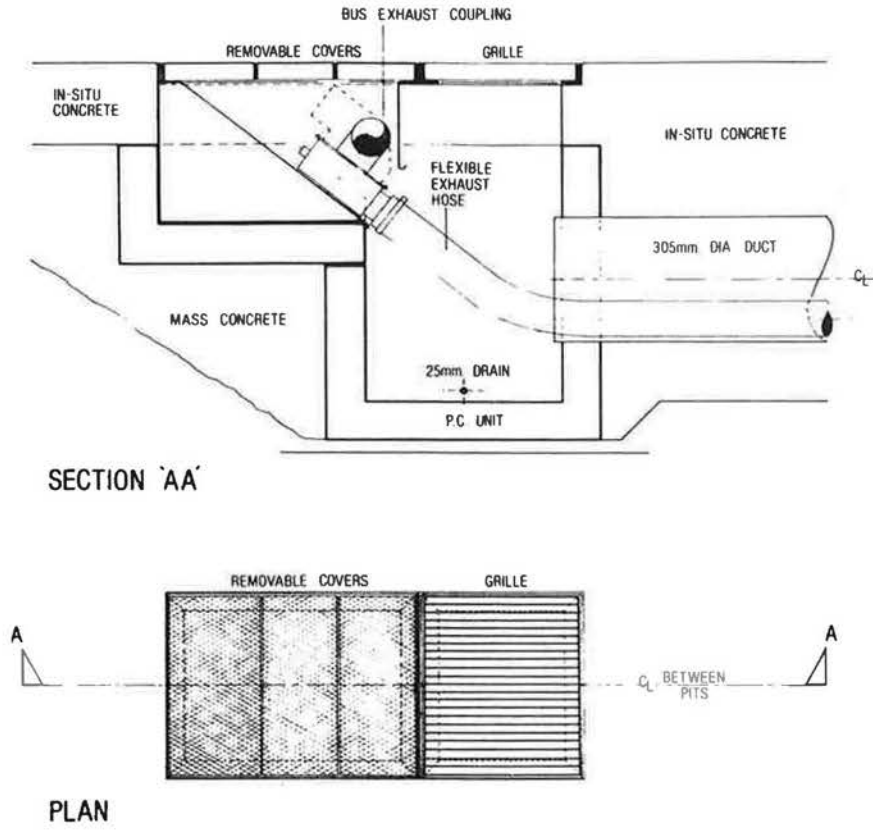 BUS EXHAUST COUPLING
REMOVABLE COVERS
GRILLE
IN-SITU
CONCRETE
IN-SITU CONCRETE
FLEXIBLE
EXHAUST
HOSE
305mm DIA DUCT
CL
MASS CONCRETE
25mm DRAIN
P.C UNIT
SECTION 'AA'
REMOVABLE COVERS
GRILLE
A
A
CL BETWEEN
PITS
PLAN